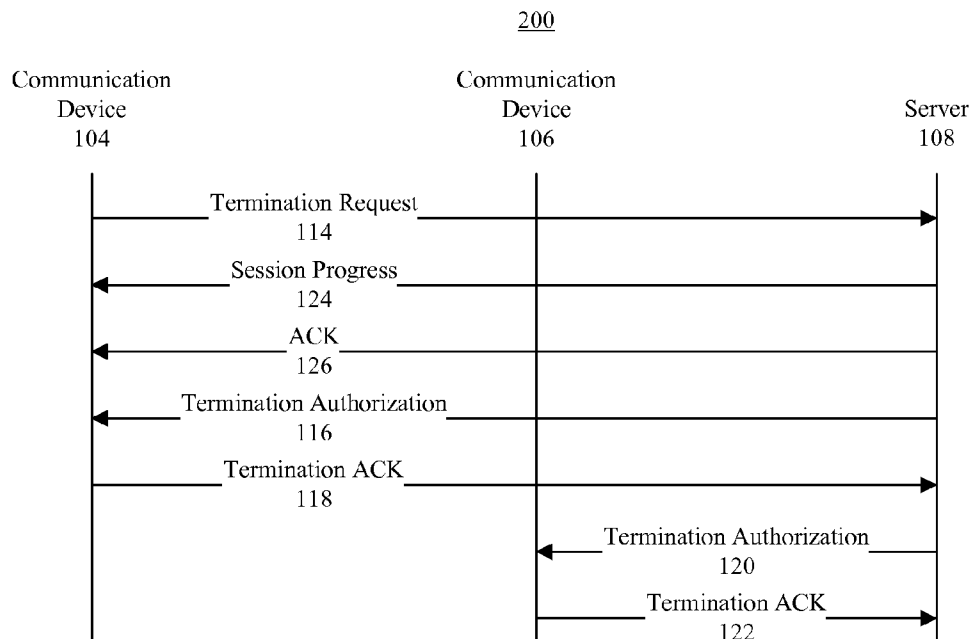 200
Communication
Device
104
Communication
Device
106
Server
108
Termination Request
114
Session Progress
124
ACK
126
Termination Authorization
116
Termination ACK
118
Termination Authorization
120
Termination ACK
122